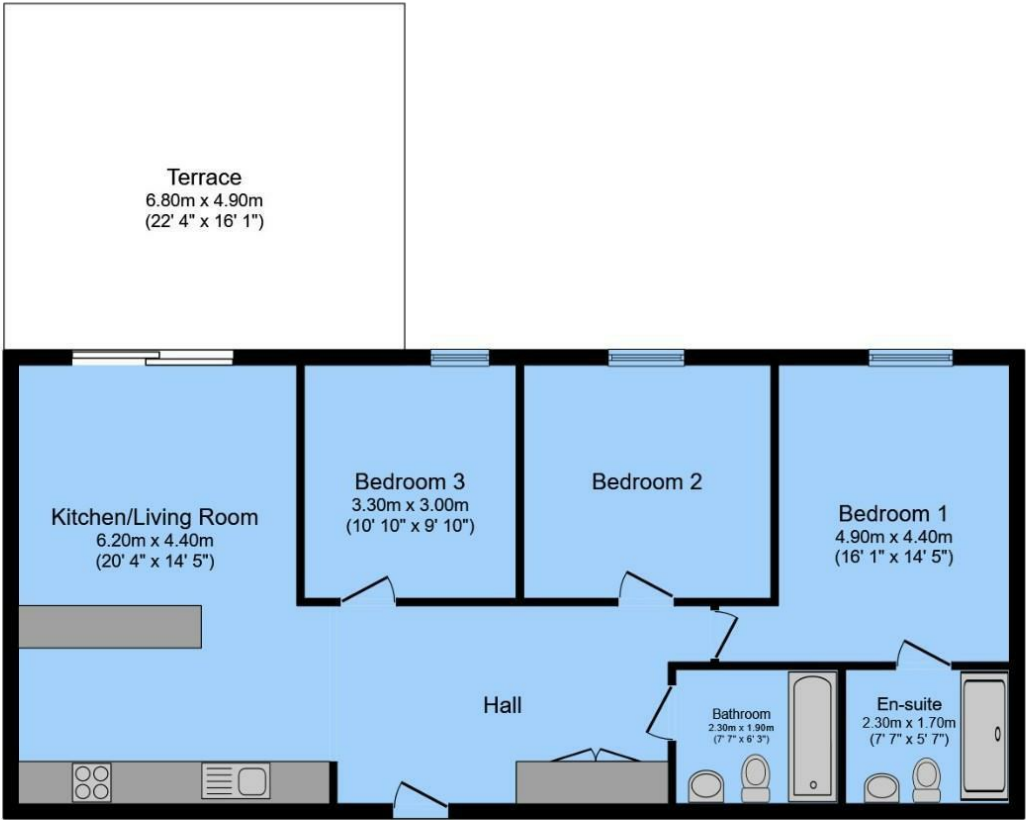 Terrace
6.80m x 4.90m
(22' 4" x 16' 1")
Kitchen/Living Room
6.20m x 4.40m
(20' 4" x 14' 5")
Bedroom 3
3.30m x 3.00m
(10' 10" x 9' 10")
Bedroom 2
Bedroom 1
4.90m x 4.40m
(16' 1" x 14' 5")
Hall
Bathroom
2.30m x 1.90m
(7' 7" x 6' 3")
En-suite
2.30m x 1.70m
(7' 7" x 5' 7")